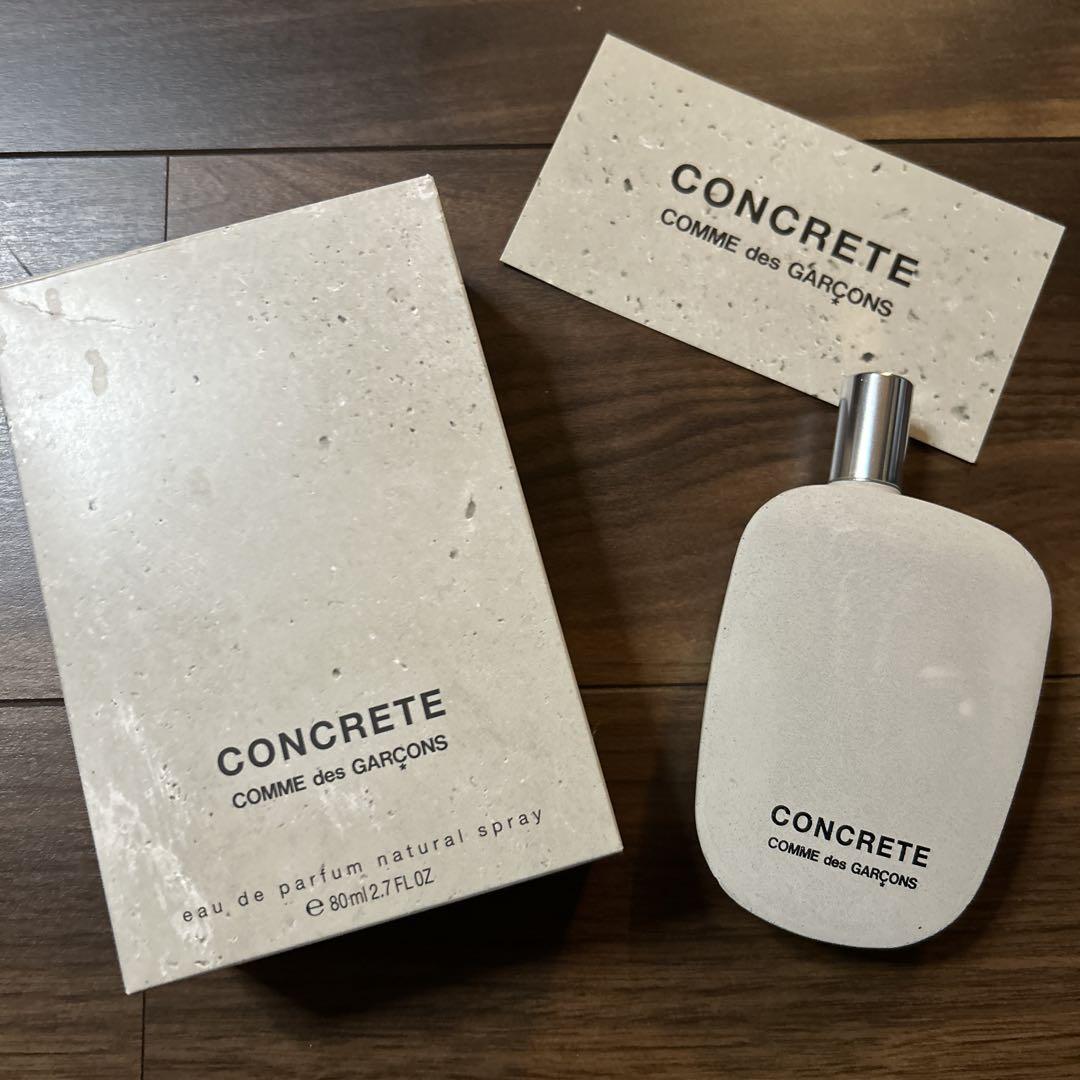 CONCRETE
COMME des GARÇONS
CONCRETE
COMME des GARÇONS
eau de parfum natural spray
℮ 80ml 2.7 FL OZ
CONCRETE
COMME des GARÇONS